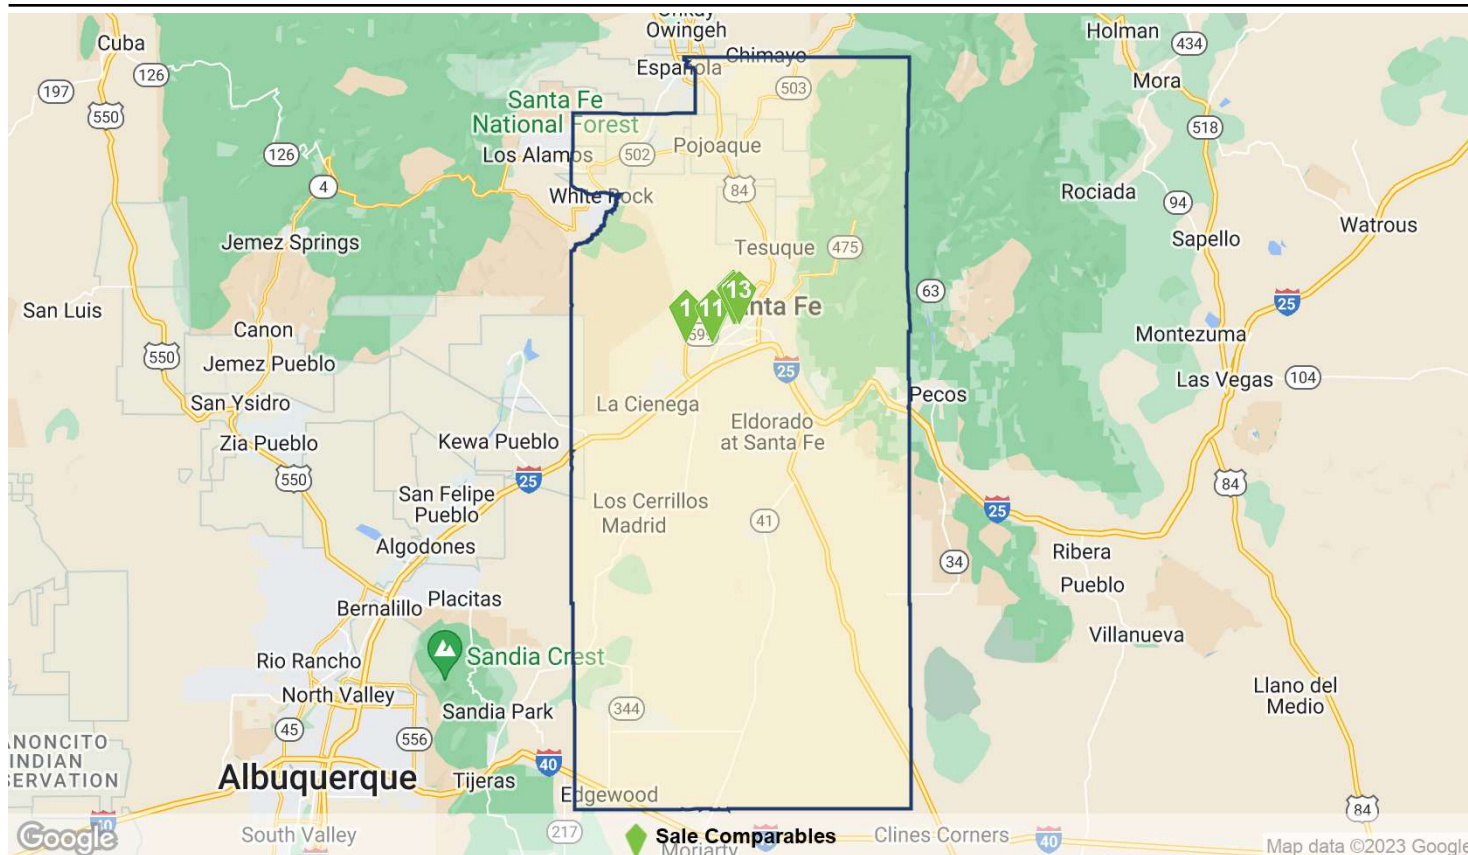 Ohkay
Owingeh
Holman
434
Cuba
126
Chimayo
Española
Mora
197
550
503
Santa Fe
National Forest
518
126
Los Alamos
502
Pojoaque
4
White Rock
84
Rociada
94
Watrous
Jemez Springs
Tesuque
475
Sapello
63
25
San Luis
1
11
13
Santa Fe
599
Canon
Montezuma
550
Jemez Pueblo
25
Las Vegas
104
Pecos
San Ysidro
La Cienega
Eldorado
at Santa Fe
Zia Pueblo
Kewa Pueblo
550
25
84
San Felipe
Pueblo
Los Cerrillos
Madrid
41
25
Algodones
Ribera
34
Pueblo
Bernalillo
Placitas
Villanueva
Rio Rancho
Sandia Crest
North Valley
Llano del
Medio
Sandia Park
344
45
556
ANONCITO
INDIAN
SERVATION
Albuquerque
Tijeras
40
Edgewood
84
40
Google
South Valley
217
Sale Comparables
Clines Corners
40
Moriarty
Map data ©2023 Google